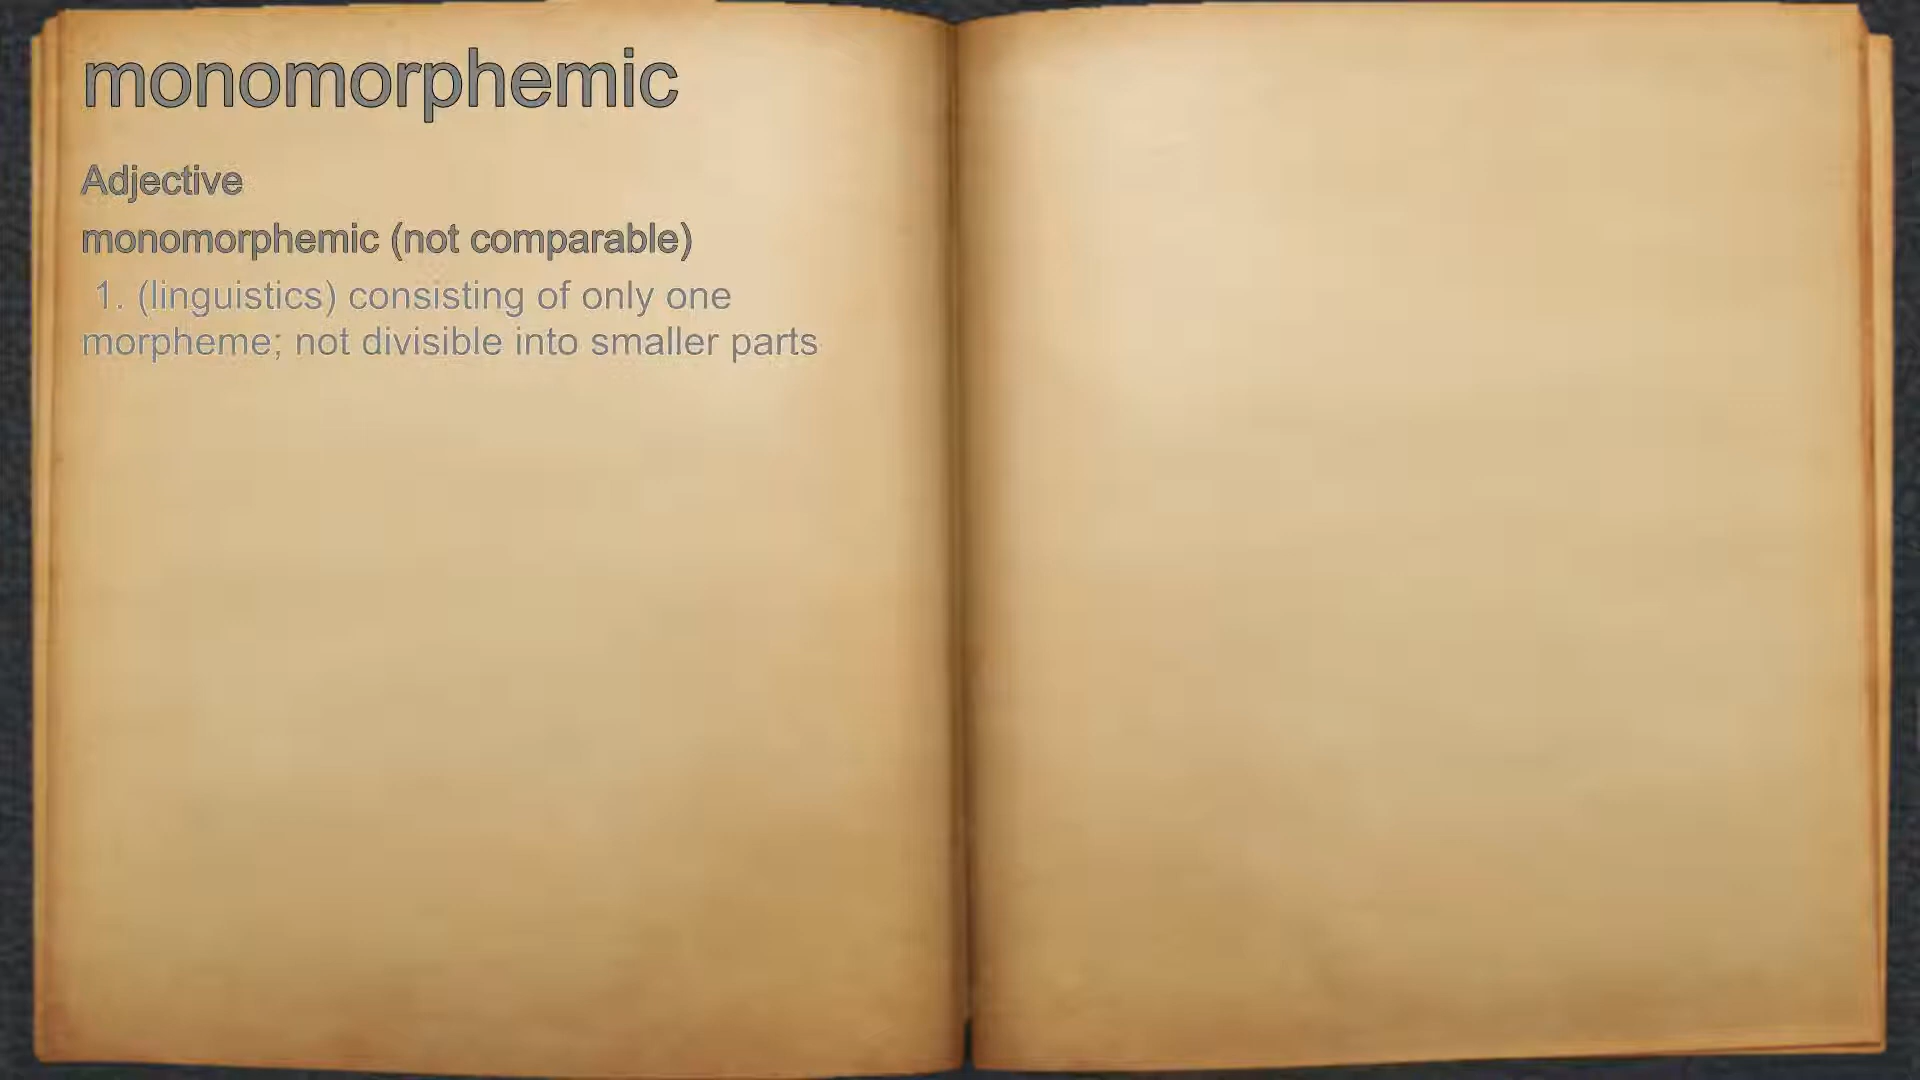 monomorphemic
Adjective
monomorphemic (not comparable)
1. (linguistics) consisting of only one
morpheme; not divisible into smaller parts